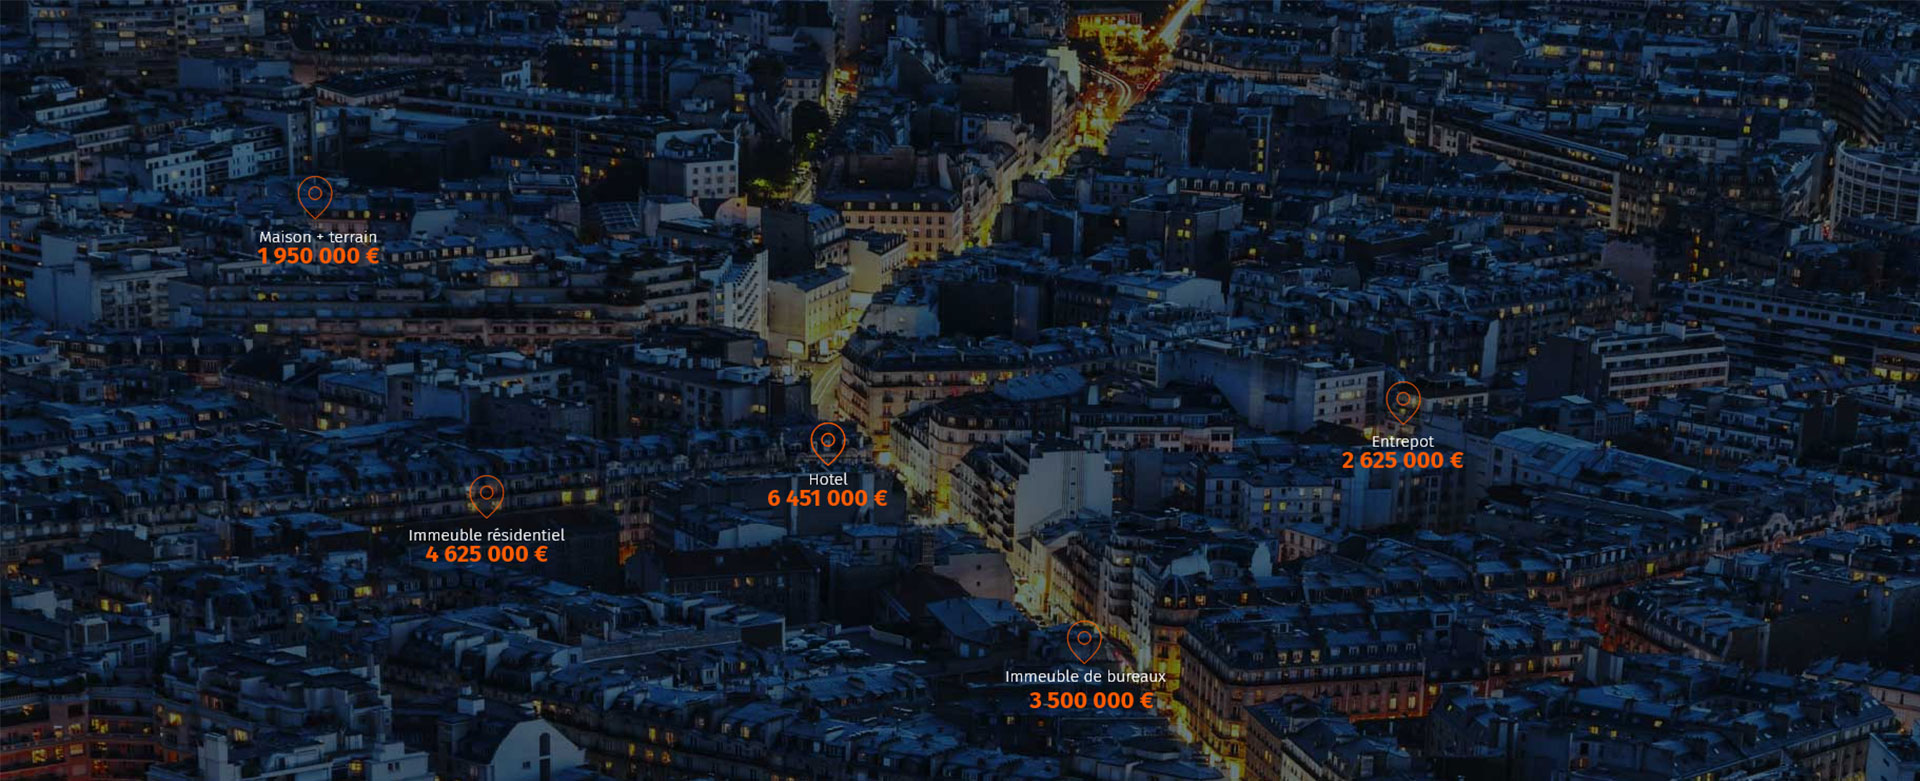 Maison + terrain
1 950 000 €
Entrepot
2 625 000 €
Hotel
6 451 000 €
Immeuble résidentiel
4 625 000 €
Immeuble de bureaux
3 500 000 €